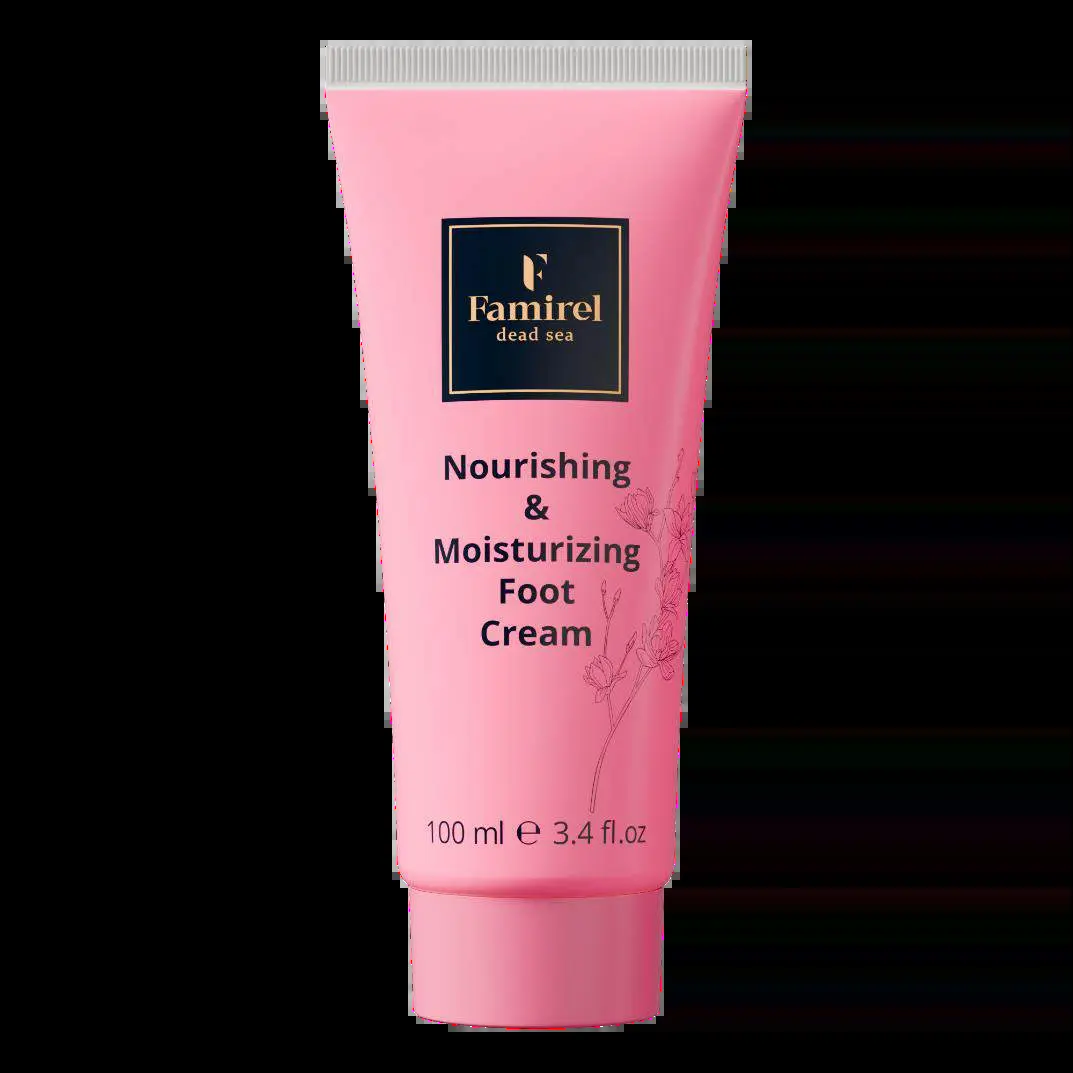 F
Famirel
dead sea
Nourishing
&
Moisturizing
Foot
Cream
100 ml ℮ 3.4 fl.oz